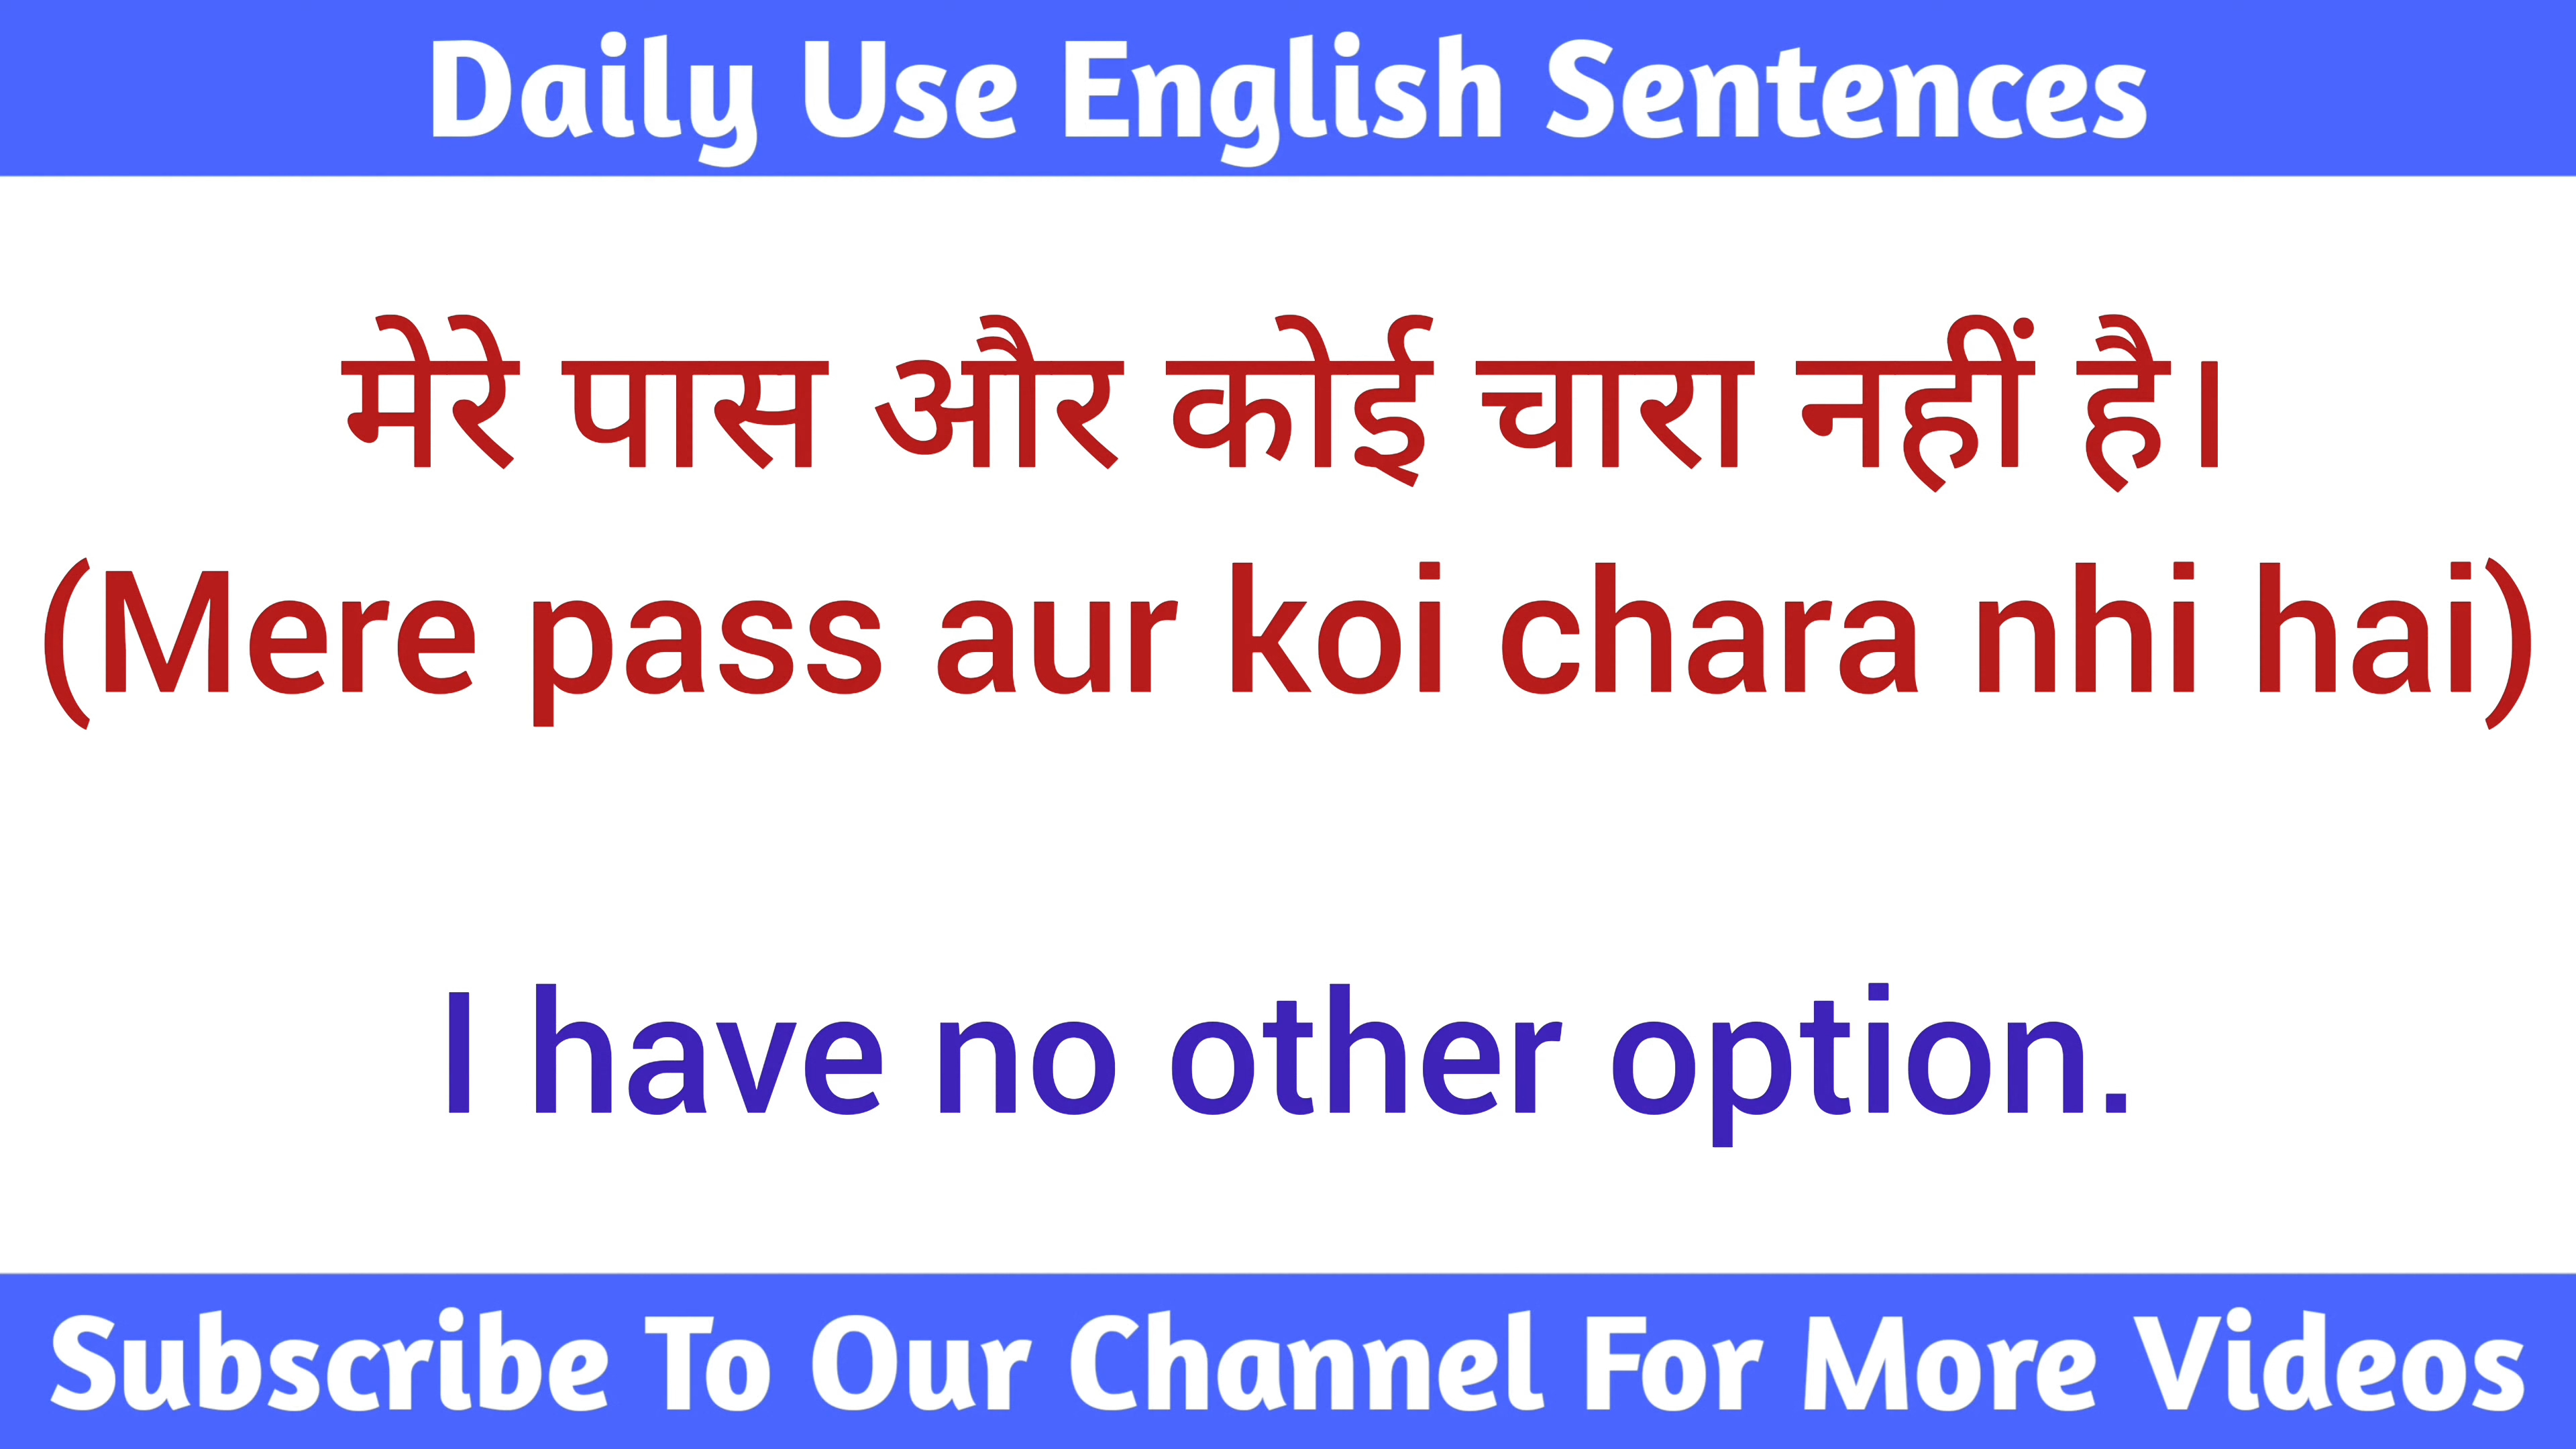 Daily Use English Sentences
मेरे पास और कोई चारा नहीं है।
(Mere pass aur koi chara nhi hai)
I have no other option.
Subscribe To Our Channel For More Videos